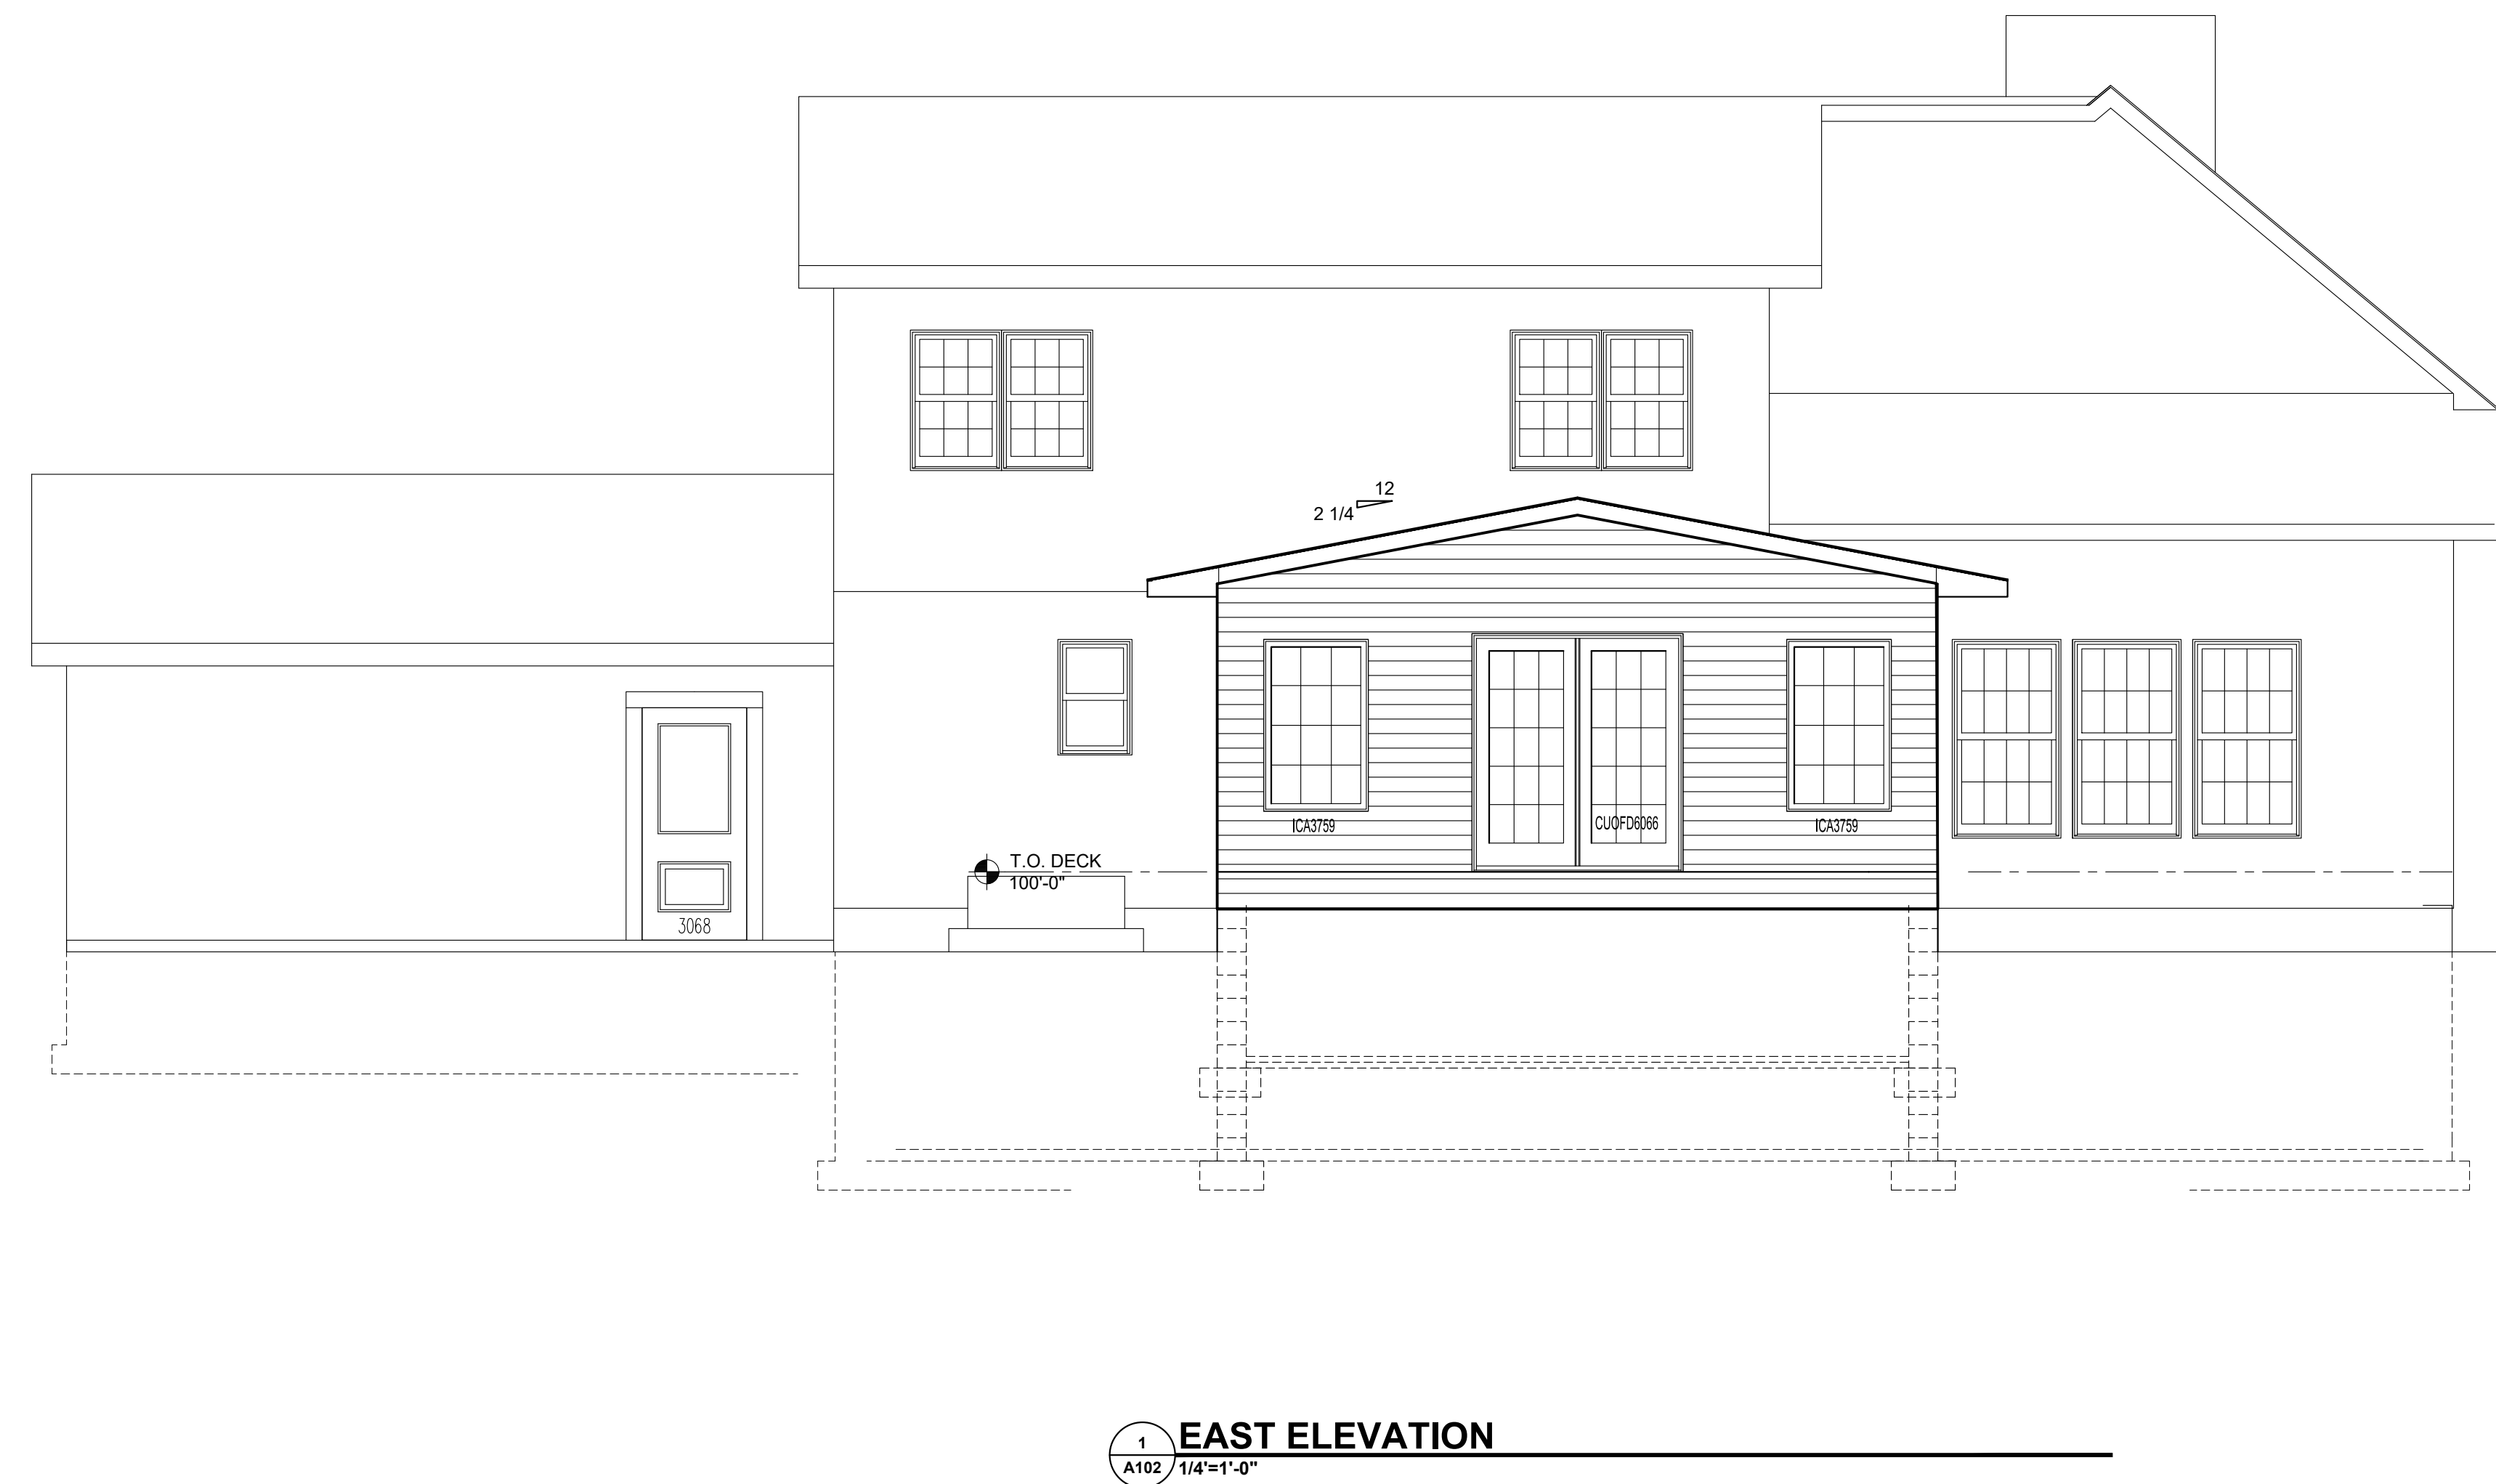 12
2 1/4
ICA3759
CUOFD6066
ICA3759
T.O. DECK
100'-0"
3068
1
A102
EAST ELEVATION
1/4'=1'-0"